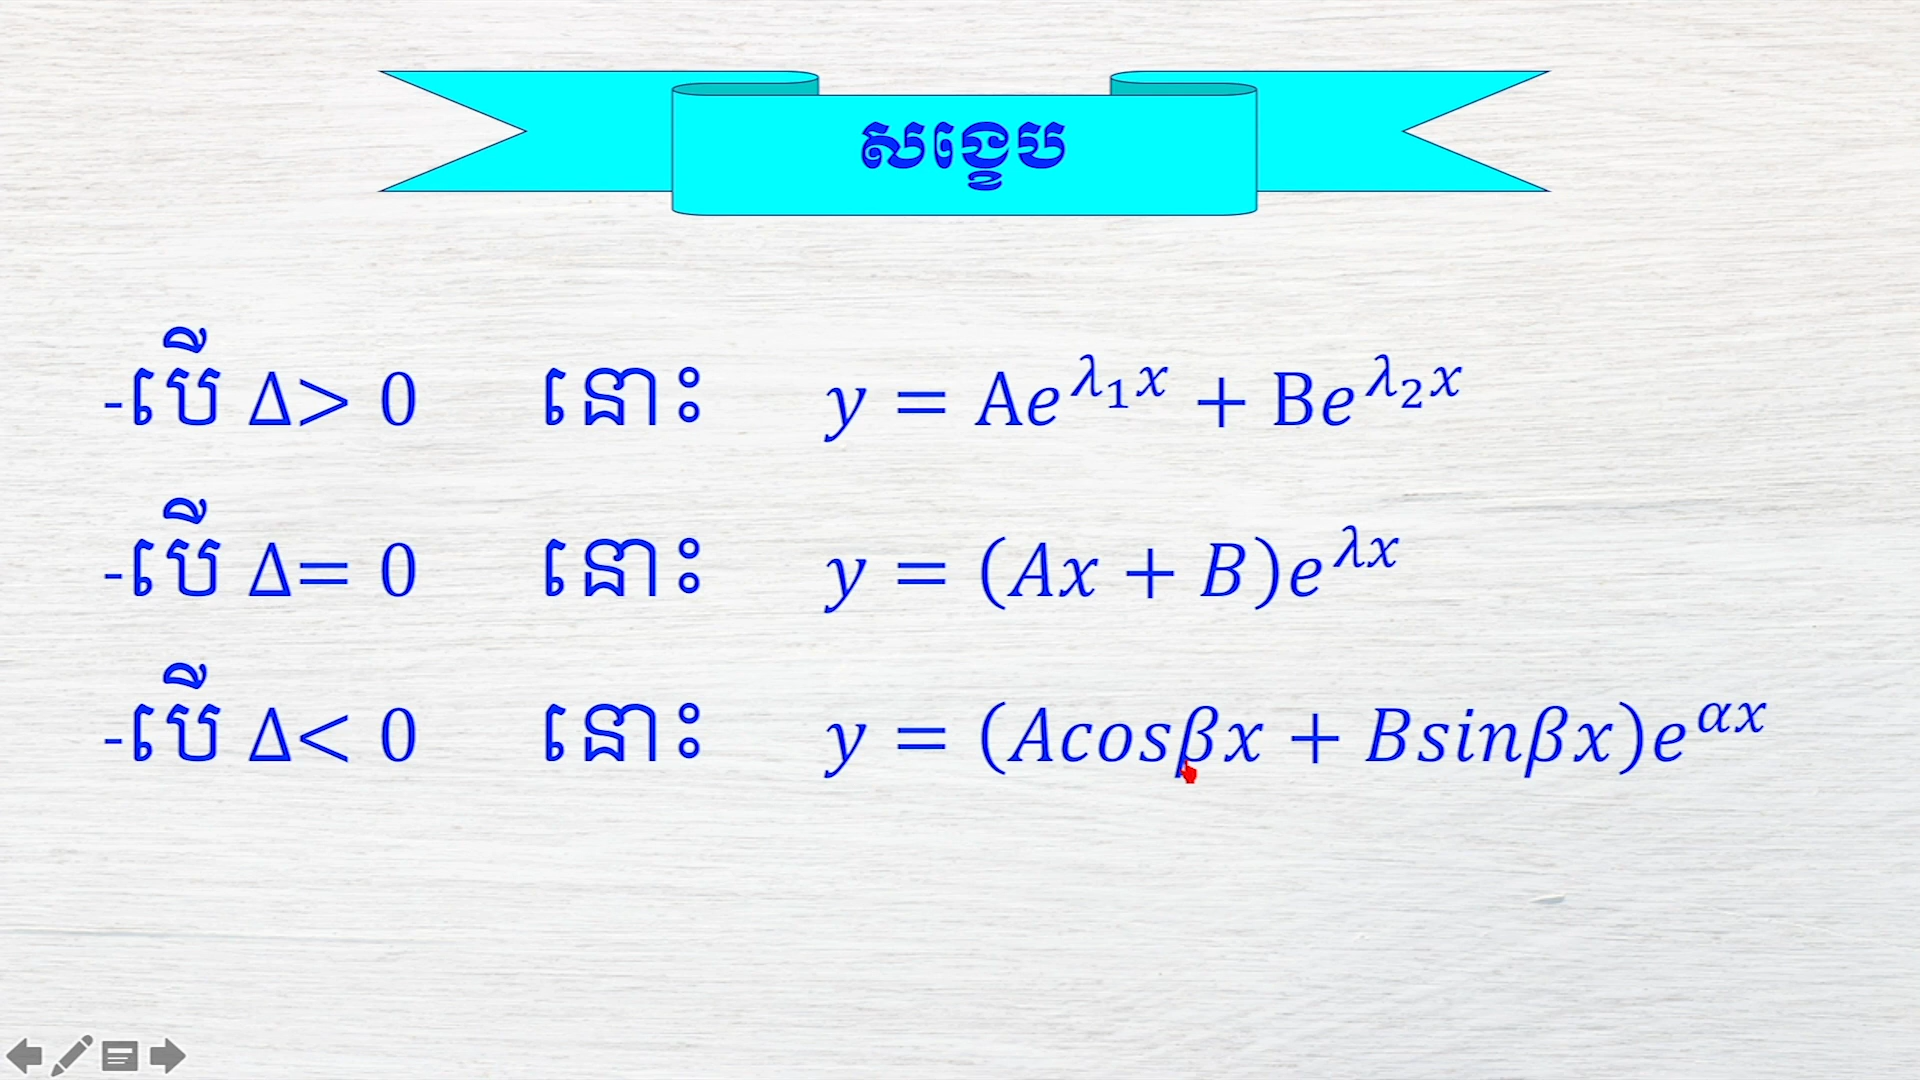 សង្ខេប
-បើ Δ> 0 នោះ y = Ae^{λ₁x} + Be^{λ₂x}
-បើ Δ= 0 នោះ y = (Ax + B)e^{λx}
-បើ Δ< 0 នោះ y = (Acosβx + Bsinβx)e^{αx}